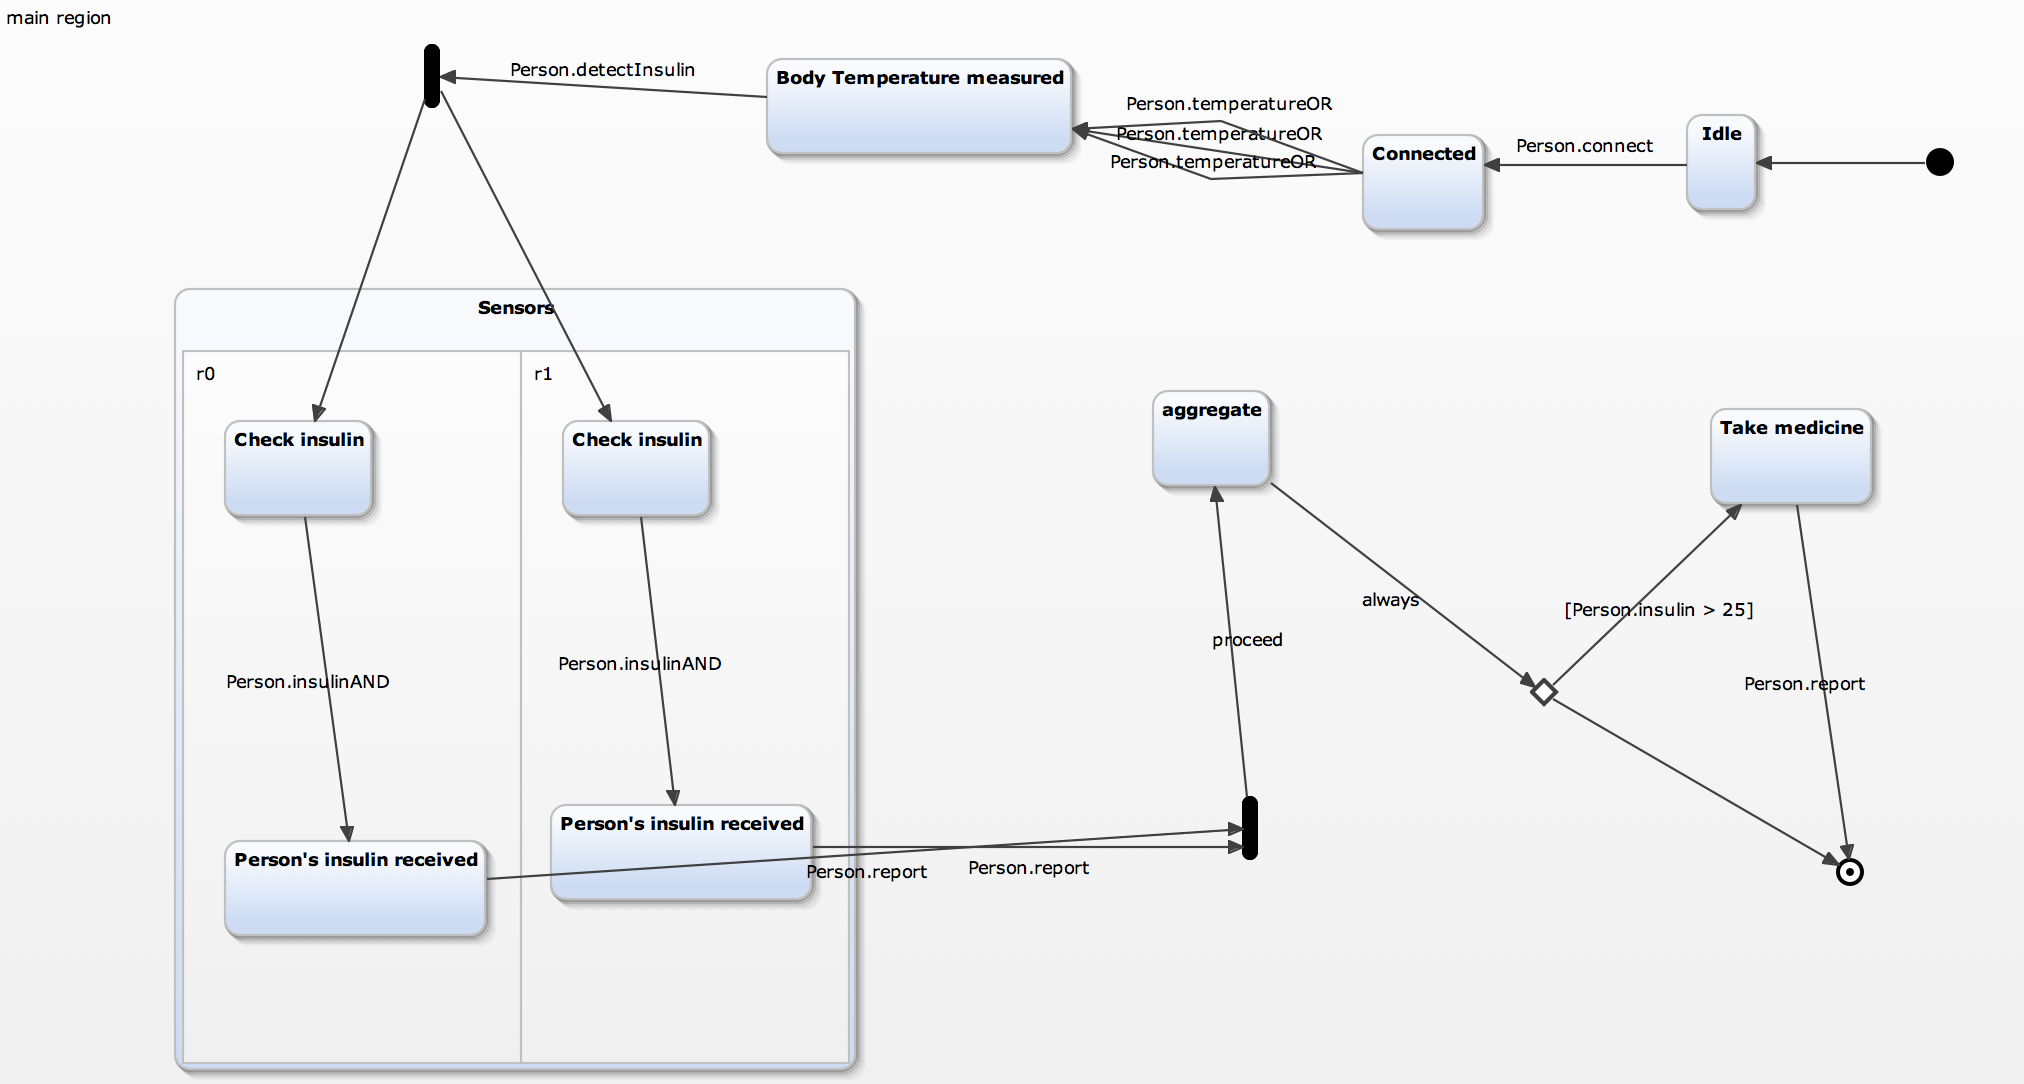 main region
Person.detectInsulin
Body Temperature measured
Person.temperatureOR
Person.temperatureOR
Person.temperatureOR
Connected
Person.connect
Idle
Sensors
r0
r1
Check insulin
Check insulin
Person.insulinAND
Person.insulinAND
Person's insulin received
Person's insulin received
Person.report
Person.report
aggregate
proceed
always
[Person.insulin > 25]
Take medicine
Person.report